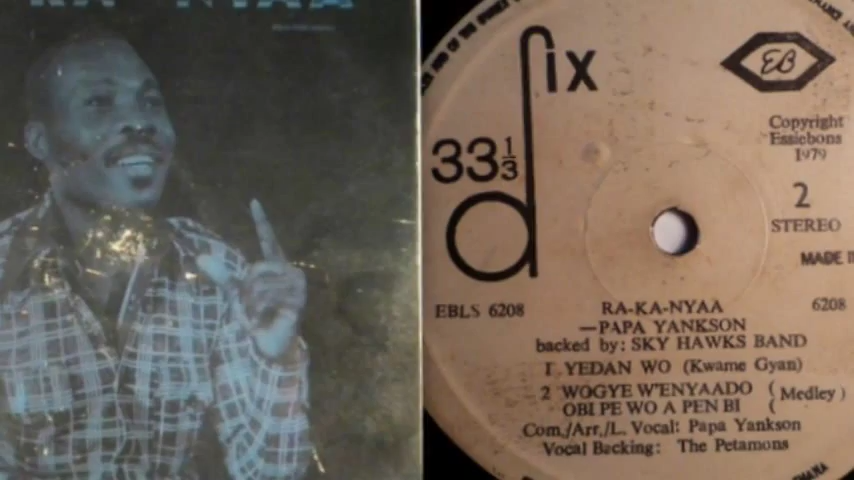 RA NYAA
dix
EB
33⅓
Copyright
Essiebons
1979
2
STEREO
MADE I
EBLS 6208
6208
RA-KA-NYAA
—PAPA YANKSON
backed by: SKY HAWKS BAND
1 YEDAN WO (Kwame Gyan)
2 WOGYE W'ENYAADO ( Medley )
OBI PE WO A PEN BI (
Com./Arr./L. Vocal: Papa Yankson
Vocal Backing: The Petamons